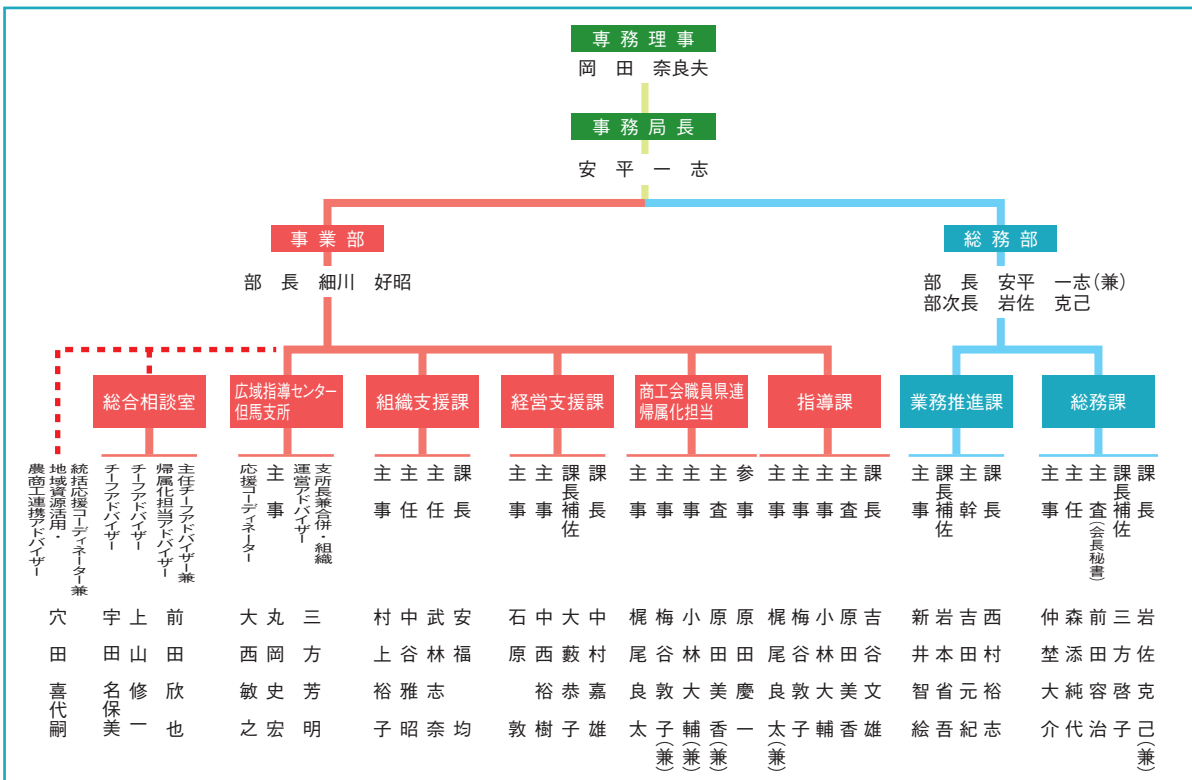 専務理事
岡田 奈良夫
事務局長
安平一志
事業部
部長 細川 好昭
総務部
部長 安平 一志(兼)
部次長 岩佐 克己
総務課
課長 岩佐克己(兼)
課長補佐 三方啓子
主査(会長秘書) 前田容治
主任 森添純代
主事 仲埜大介
業務推進課
課長 西村裕志
主幹 吉田元紀
課長補佐 岩本省吾
主事 新井智絵
指導課
課長 吉谷文雄
主査 原田美香
主事 小林大輔
主事 梅谷敦子
主事 梶尾良太(兼)
商工会職員県連
帰属化担当
参事 原田慶一
主査 原田美香(兼)
主事 小林大輔(兼)
主事 梅谷敦子(兼)
主事 梶尾良太
経営支援課
課長 中村嘉雄
課長補佐 大藪恭子
主事 中西裕樹
主事 石原敦
組織支援課
課長 安福均
主任 武林志奈
主任 中谷雅昭
主事 村上裕子
広域指導センター
但馬支所
支所長兼合併・組織
運営アドバイザー 三方芳明
主事 丸岡史宏
応援コーディネーター 大西敏之
総合相談室
主任チーフアドバイザー兼
帰属化担当アドバイザー 前田欣也
チーフアドバイザー 上山修一
チーフアドバイザー 宇田名保美
統括応援コーディネーター兼
地域資源活用・
農商工連携アドバイザー 穴田喜代嗣